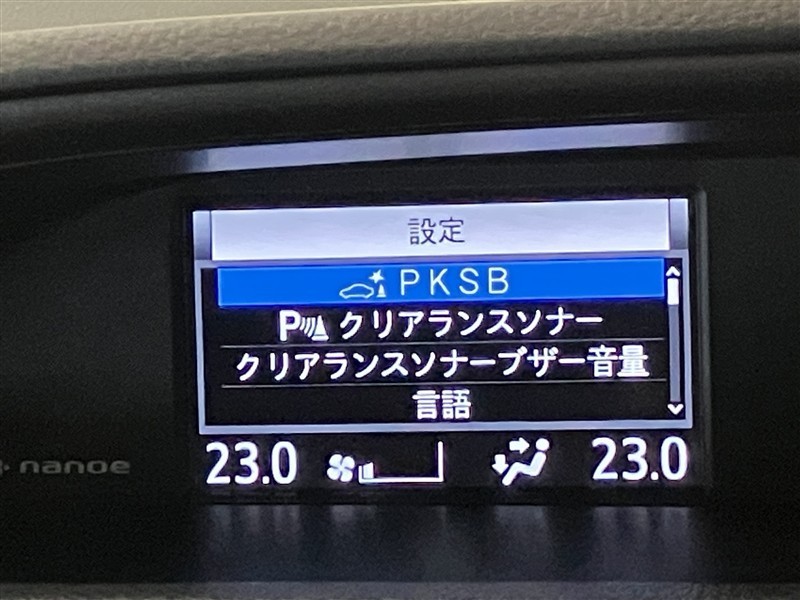 設定
PKSB
P クリアランスソナー
クリアランスソナーブザー音量
言語
23.0 23.0
nanoe